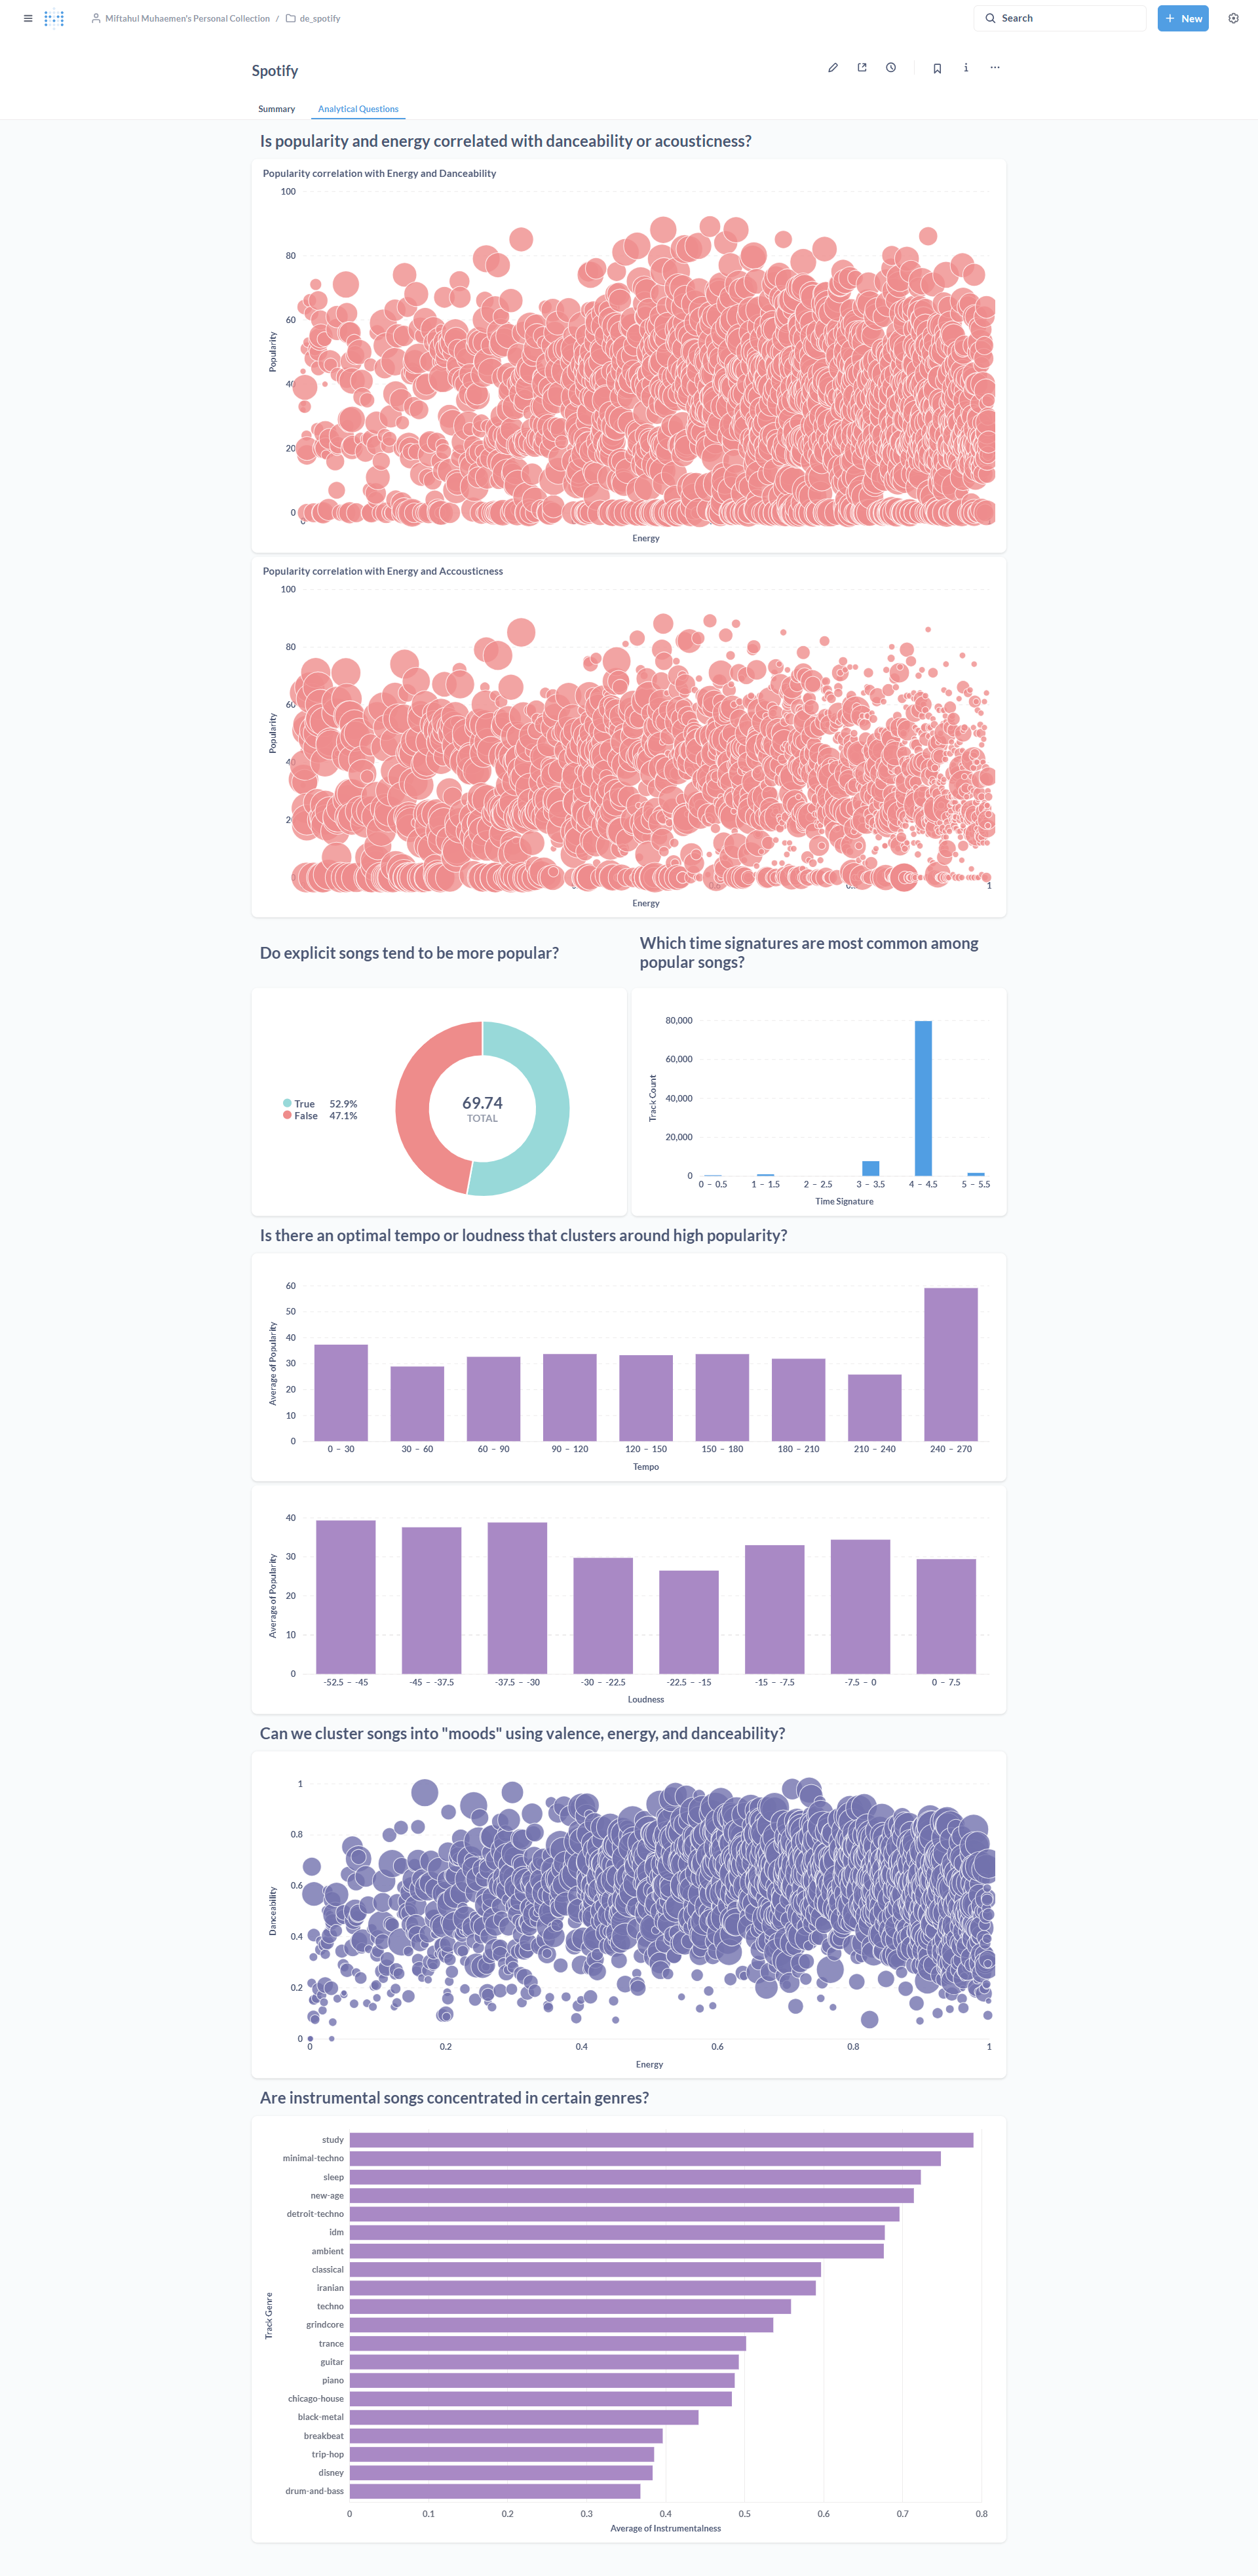 Miftahul Muhaemen's Personal Collection / de_spotify
Search
New
Spotify
Summary
Analytical Questions
Is popularity and energy correlated with danceability or acousticness?
Popularity correlation with Energy and Danceability
100
80
60
40
20
0
Popularity
0
1
Energy
Popularity correlation with Energy and Accousticness
100
80
60
40
20
Popularity
1
Energy
Do explicit songs tend to be more popular?
Which time signatures are most common among
popular songs?
True 52.9%
False 47.1%
69.74
TOTAL
80,000
60,000
40,000
20,000
0
Track Count
0 – 0.5
1 – 1.5
2 – 2.5
3 – 3.5
4 – 4.5
5 – 5.5
Time Signature
Is there an optimal tempo or loudness that clusters around high popularity?
60
50
40
30
20
10
0
Average of Popularity
0 – 30
30 – 60
60 – 90
90 – 120
120 – 150
150 – 180
180 – 210
210 – 240
240 – 270
Tempo
40
30
20
10
0
Average of Popularity
-52.5 – -45
-45 – -37.5
-37.5 – -30
-30 – -22.5
-22.5 – -15
-15 – -7.5
-7.5 – 0
0 – 7.5
Loudness
Can we cluster songs into "moods" using valence, energy, and danceability?
1
0.8
0.6
0.4
0.2
0
Danceability
0
0.2
0.4
0.6
0.8
1
Energy
Are instrumental songs concentrated in certain genres?
Track Genre
study
minimal-techno
sleep
new-age
detroit-techno
idm
ambient
classical
iranian
techno
grindcore
trance
guitar
piano
chicago-house
black-metal
breakbeat
trip-hop
disney
drum-and-bass
0
0.1
0.2
0.3
0.4
0.5
0.6
0.7
0.8
Average of Instrumentalness